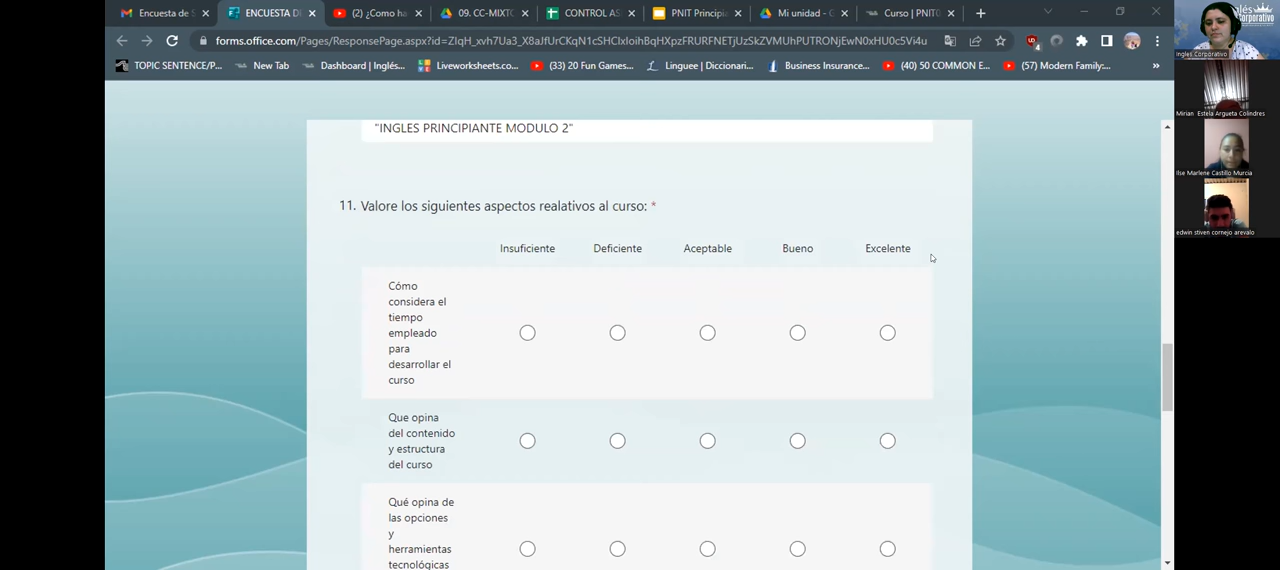 Encuesta de S
ENCUESTA DE
(2) ¿Como ha
09. CC-MIXTO
CONTROL AS
PNIT Principia
Mi unidad - G
Curso | PNIT
forms.office.com/Pages/ResponsePage.aspx?id=
TOPIC SENTENCE/P...
New Tab
Dashboard | Inglés...
Liveworksheets....
(33) 20 Fun Games...
Linguee | Diccionari...
Business Insurance...
(40) 50 COMMON E...
(57) Modern Family:...
»
Inglés Corporativo
Mirian Estela Argueta Colindres
Ilse Marlene Castillo Murcia
edwin stiven cornejo arevalo
"INGLES PRINCIPIANTE MODULO 2"
11. Valore los siguientes aspectos realativos al curso: *
Insuficiente Deficiente Aceptable Bueno Excelente
Cómo
considera el
tiempo
empleado
para
desarrollar el
curso
Que opina
del contenido
y estructura
del curso
Qué opina de
las opciones
y
herramientas
tecnológicas